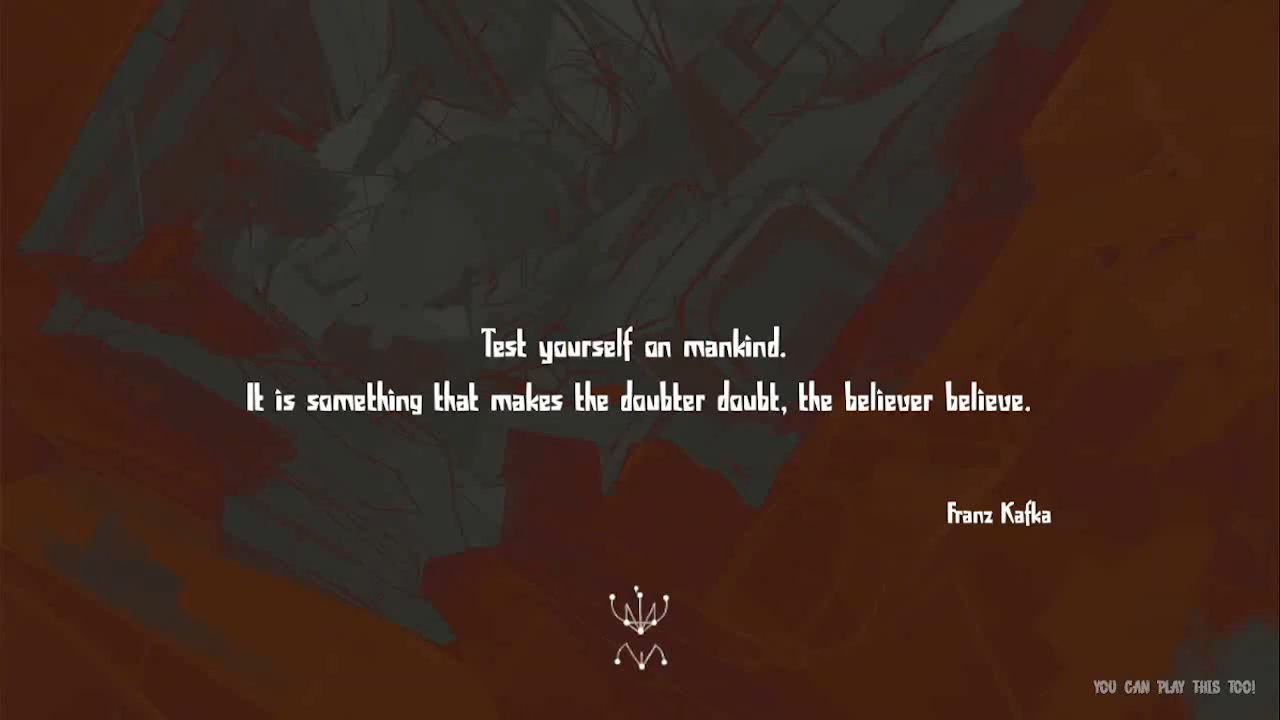 Test yourself on mankind.
It is something that makes the doubter doubt, the believer believe.
Franz Kafka
YOU CAN PLAY THIS TOO!